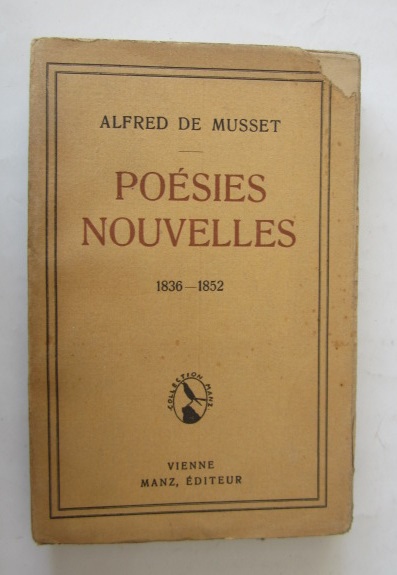 ALFRED DE MUSSET
POÉSIES
NOUVELLES
1836—1852
COLLECTION MANZ
VIENNE
MANZ, ÉDITEUR